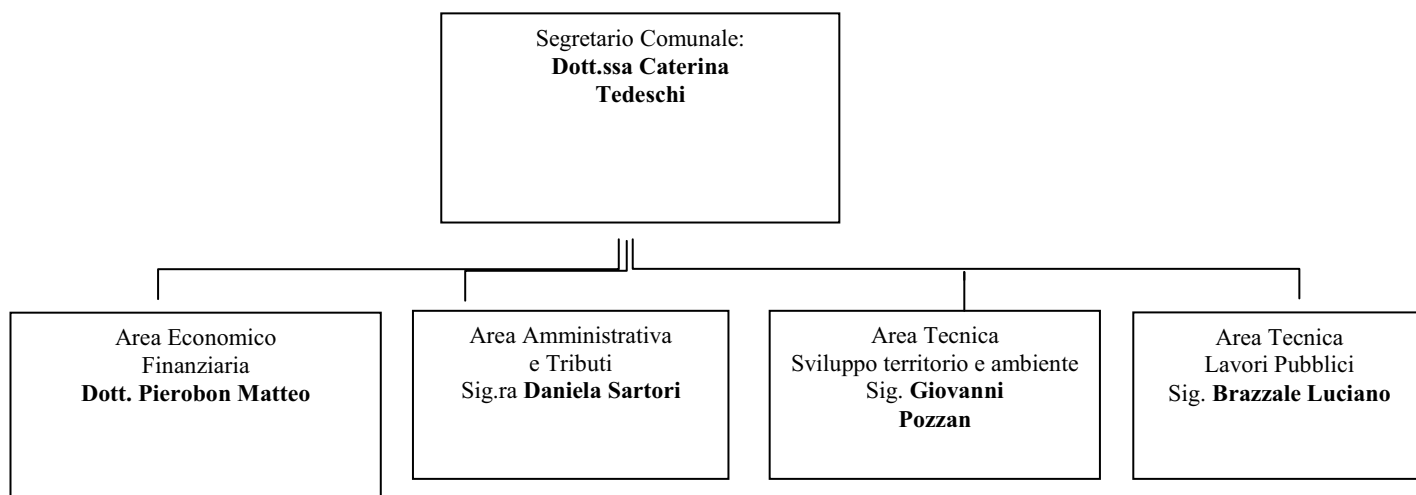 Segretario Comunale:
Dott.ssa Caterina
Tedeschi
Area Economico
Finanziaria
Dott. Pierobon Matteo
Area Amministrativa
e Tributi
Sig.ra Daniela Sartori
Area Tecnica
Sviluppo territorio e ambiente
Sig. Giovanni
Pozzan
Area Tecnica
Lavori Pubblici
Sig. Brazzale Luciano